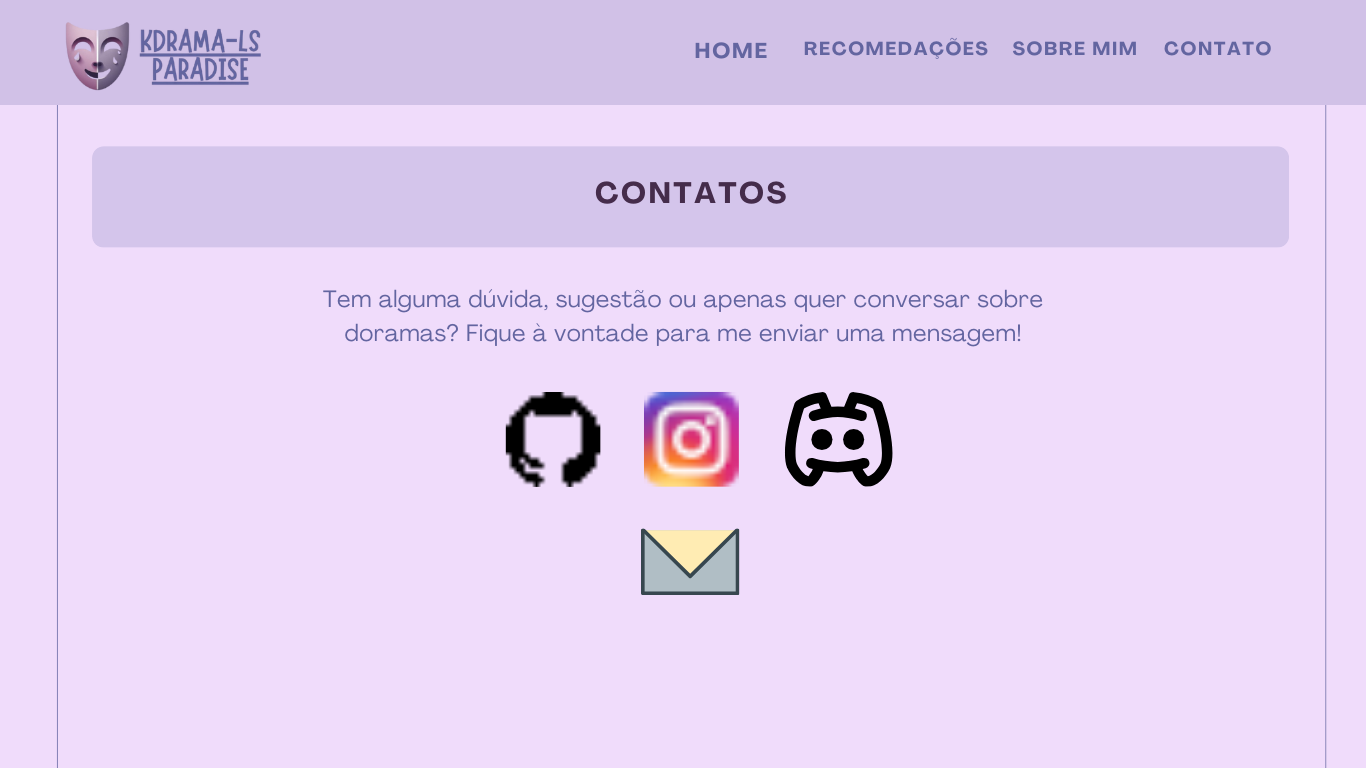 KDRAMA-LS
PARADISE
HOME
RECOMEDAÇÕES
SOBRE MIM
CONTATO
CONTATOS
Tem alguma dúvida, sugestão ou apenas quer conversar sobre
doramas? Fique à vontade para me enviar uma mensagem!